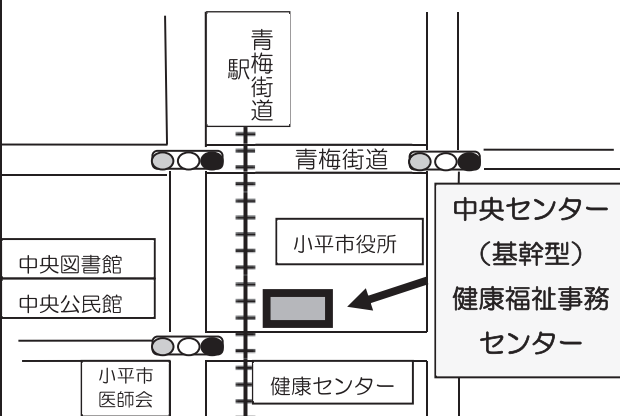 青梅街道
駅
青梅街道
中央センター
（基幹型）
健康福祉事務
センター
小平市役所
中央図書館
中央公民館
小平市
医師会
健康センター